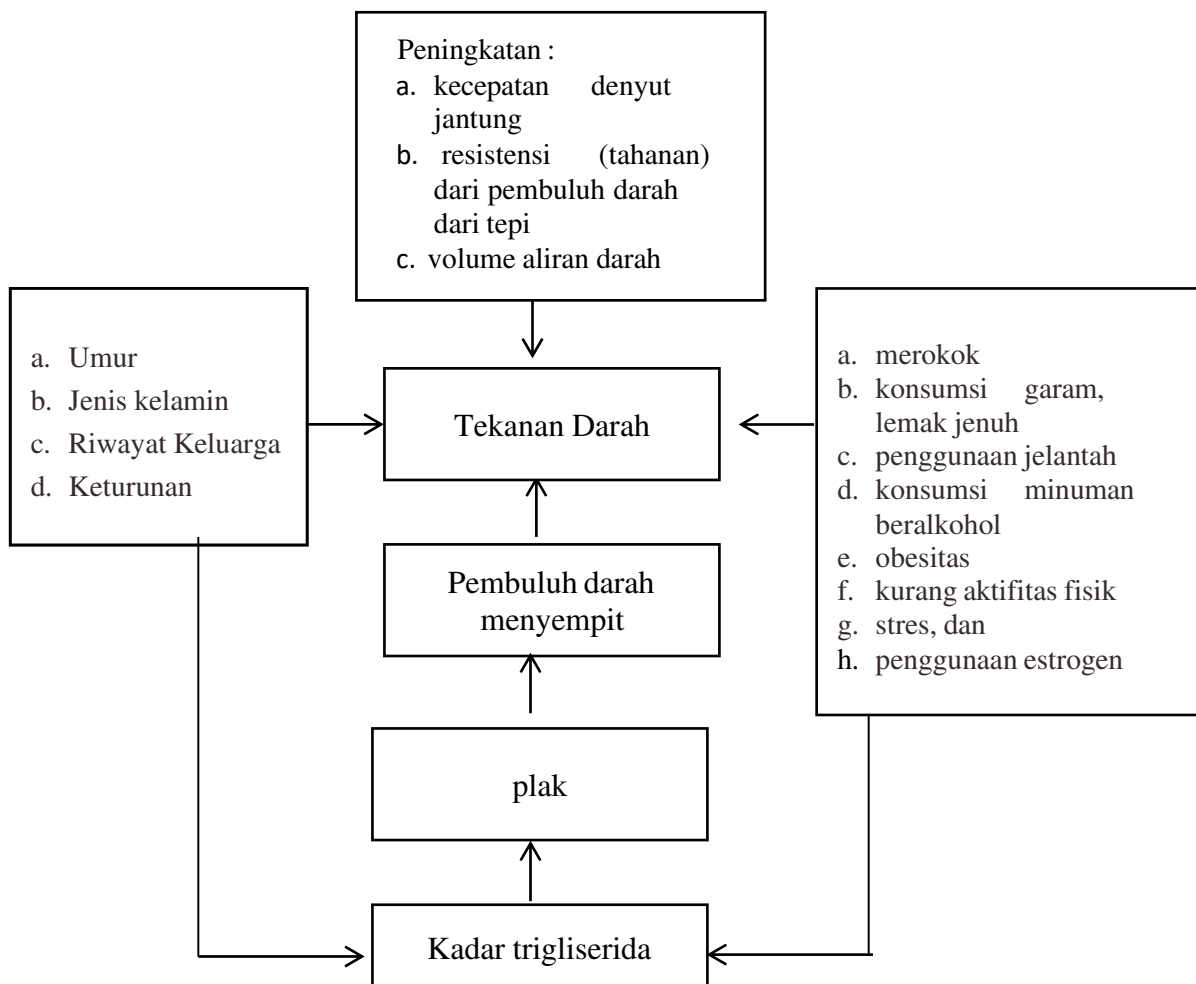 Peningkatan :
a. kecepatan denyut
jantung
b. resistensi (tahanan)
dari pembuluh darah
dari tepi
c. volume aliran darah
a. Umur
b. Jenis kelamin
c. Riwayat Keluarga
d. Keturunan
Tekanan Darah
a. merokok
b. konsumsi garam,
lemak jenuh
c. penggunaan jelantah
d. konsumsi minuman
beralkohol
e. obesitas
f. kurang aktifitas fisik
g. stres, dan
h. penggunaan estrogen
Pembuluh darah
menyempit
plak
Kadar trigliserida